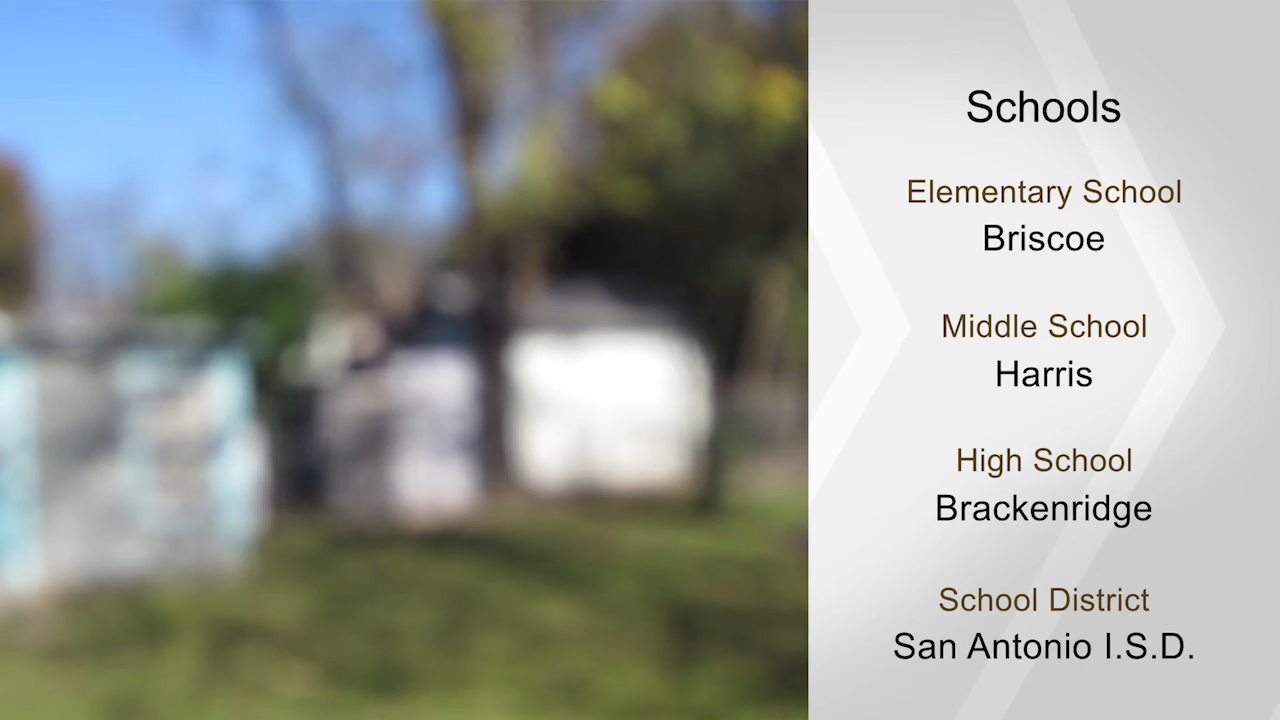 Schools
Elementary School
Briscoe
Middle School
Harris
High School
Brackenridge
School District
San Antonio I.S.D.